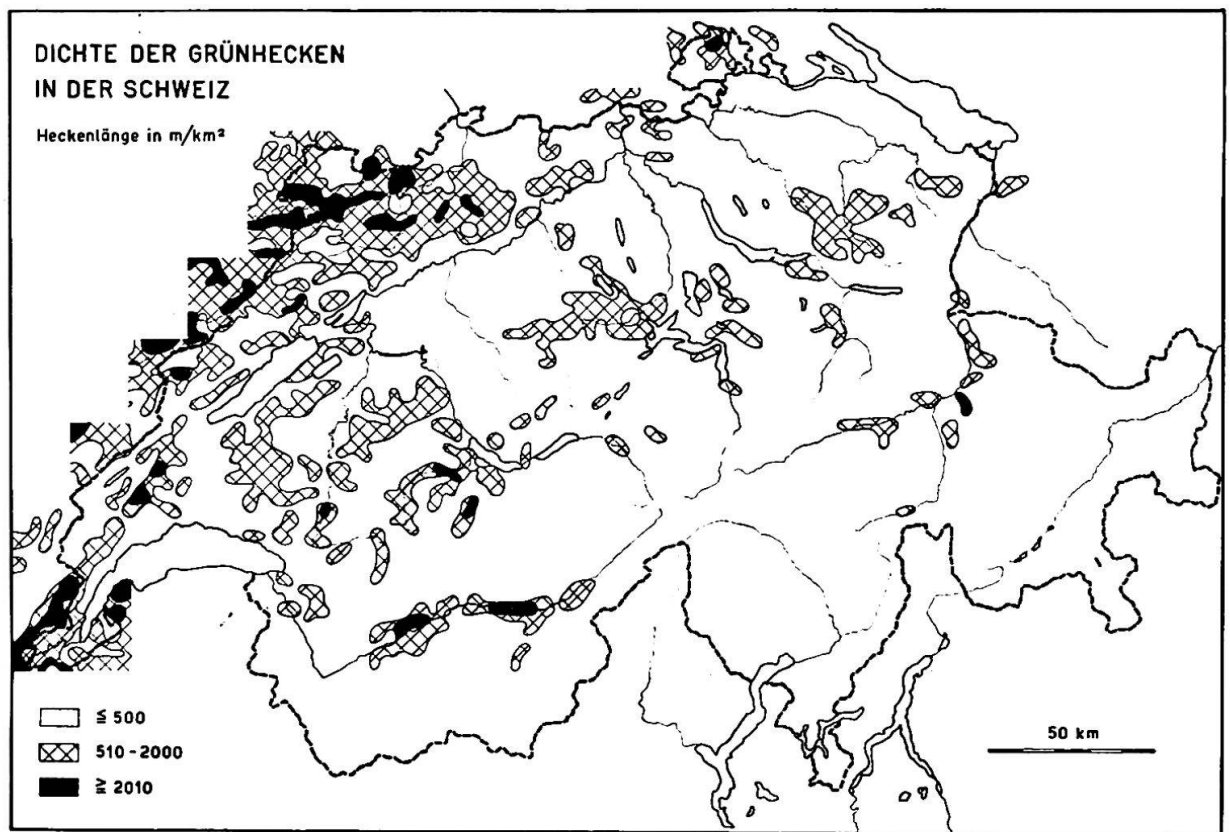 DICHTE DER GRÜNHECKEN
IN DER SCHWEIZ
Heckenlänge in m/km²
≦ 500
510 - 2000
≧ 2010
50 km